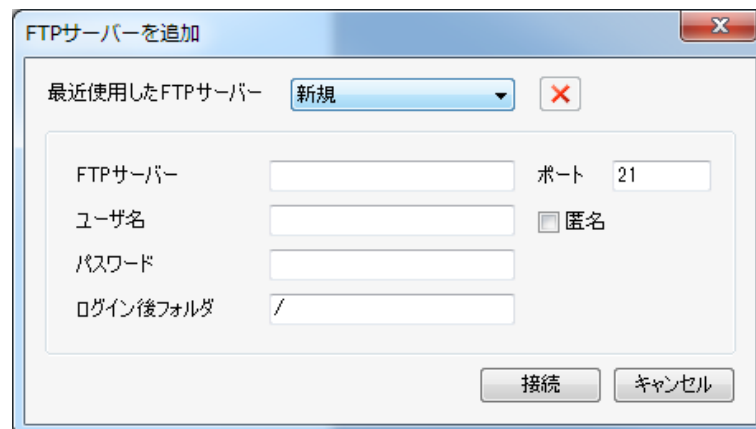 FTPサーバーを追加
最近使用したFTPサーバー 新規
FTPサーバー ポート 21
ユーザ名 匿名
パスワード
ログイン後フォルダ /
接続 キャンセル